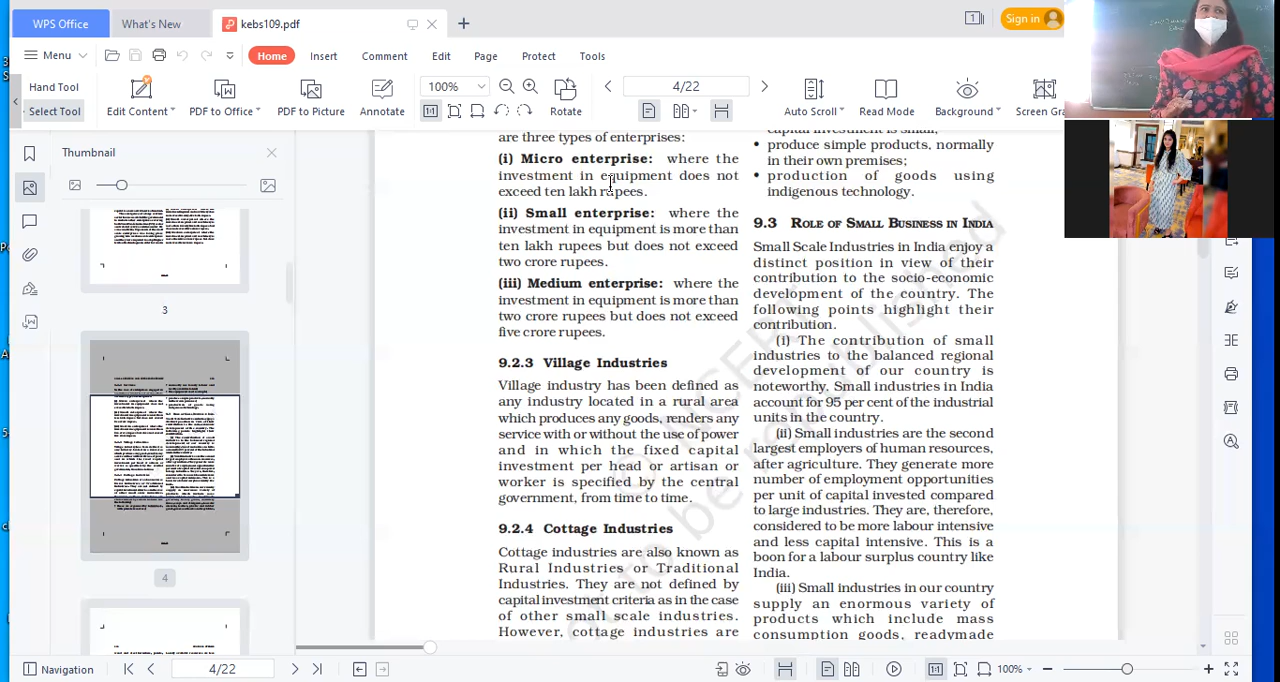 WPS Office
What's New
kebs109.pdf
Sign in
Menu
Home
Insert
Comment
Edit
Page
Protect
Tools
Hand Tool
Select Tool
Edit Content
PDF to Office
PDF to Picture
Annotate
100%
Rotate
4/22
Auto Scroll
Read Mode
Background
Screen Gra
Thumbnail
3
4
are three types of enterprises:
(i) Micro enterprise: where the
investment in equipment does not
exceed ten lakh rupees.
(ii) Small enterprise: where the
investment in equipment is more than
ten lakh rupees but does not exceed
two crore rupees.
(iii) Medium enterprise: where the
investment in equipment is more than
two crore rupees but does not exceed
five crore rupees.
9.2.3 Village Industries
Village industry has been defined as
any industry located in a rural area
which produces any goods, renders any
service with or without the use of power
and in which the fixed capital
investment per head or artisan or
worker is specified by the central
government, from time to time.
9.2.4 Cottage Industries
Cottage industries are also known as
Rural Industries or Traditional
Industries. They are not defined by
capital investment criteria as in the case
of other small scale industries.
However, cottage industries are
capital investment is small;
• produce simple products, normally
in their own premises;
• production of goods using
indigenous technology.
9.3 ROLE OF SMALL BUSINESS IN INDIA
Small Scale Industries in India enjoy a
distinct position in view of their
contribution to the socio-economic
development of the country. The
following points highlight their
contribution.
(i) The contribution of small
industries to the balanced regional
development of our country is
noteworthy. Small industries in India
account for 95 per cent of the industrial
units in the country.
(ii) Small industries are the second
largest employers of human resources,
after agriculture. They generate more
number of employment opportunities
per unit of capital invested compared
to large industries. They are, therefore,
considered to be more labour intensive
and less capital intensive. This is a
boon for a labour surplus country like
India.
(iii) Small industries in our country
supply an enormous variety of
products which include mass
consumption goods, readymade
© NCERT
be republished
Navigation
4/22
100%